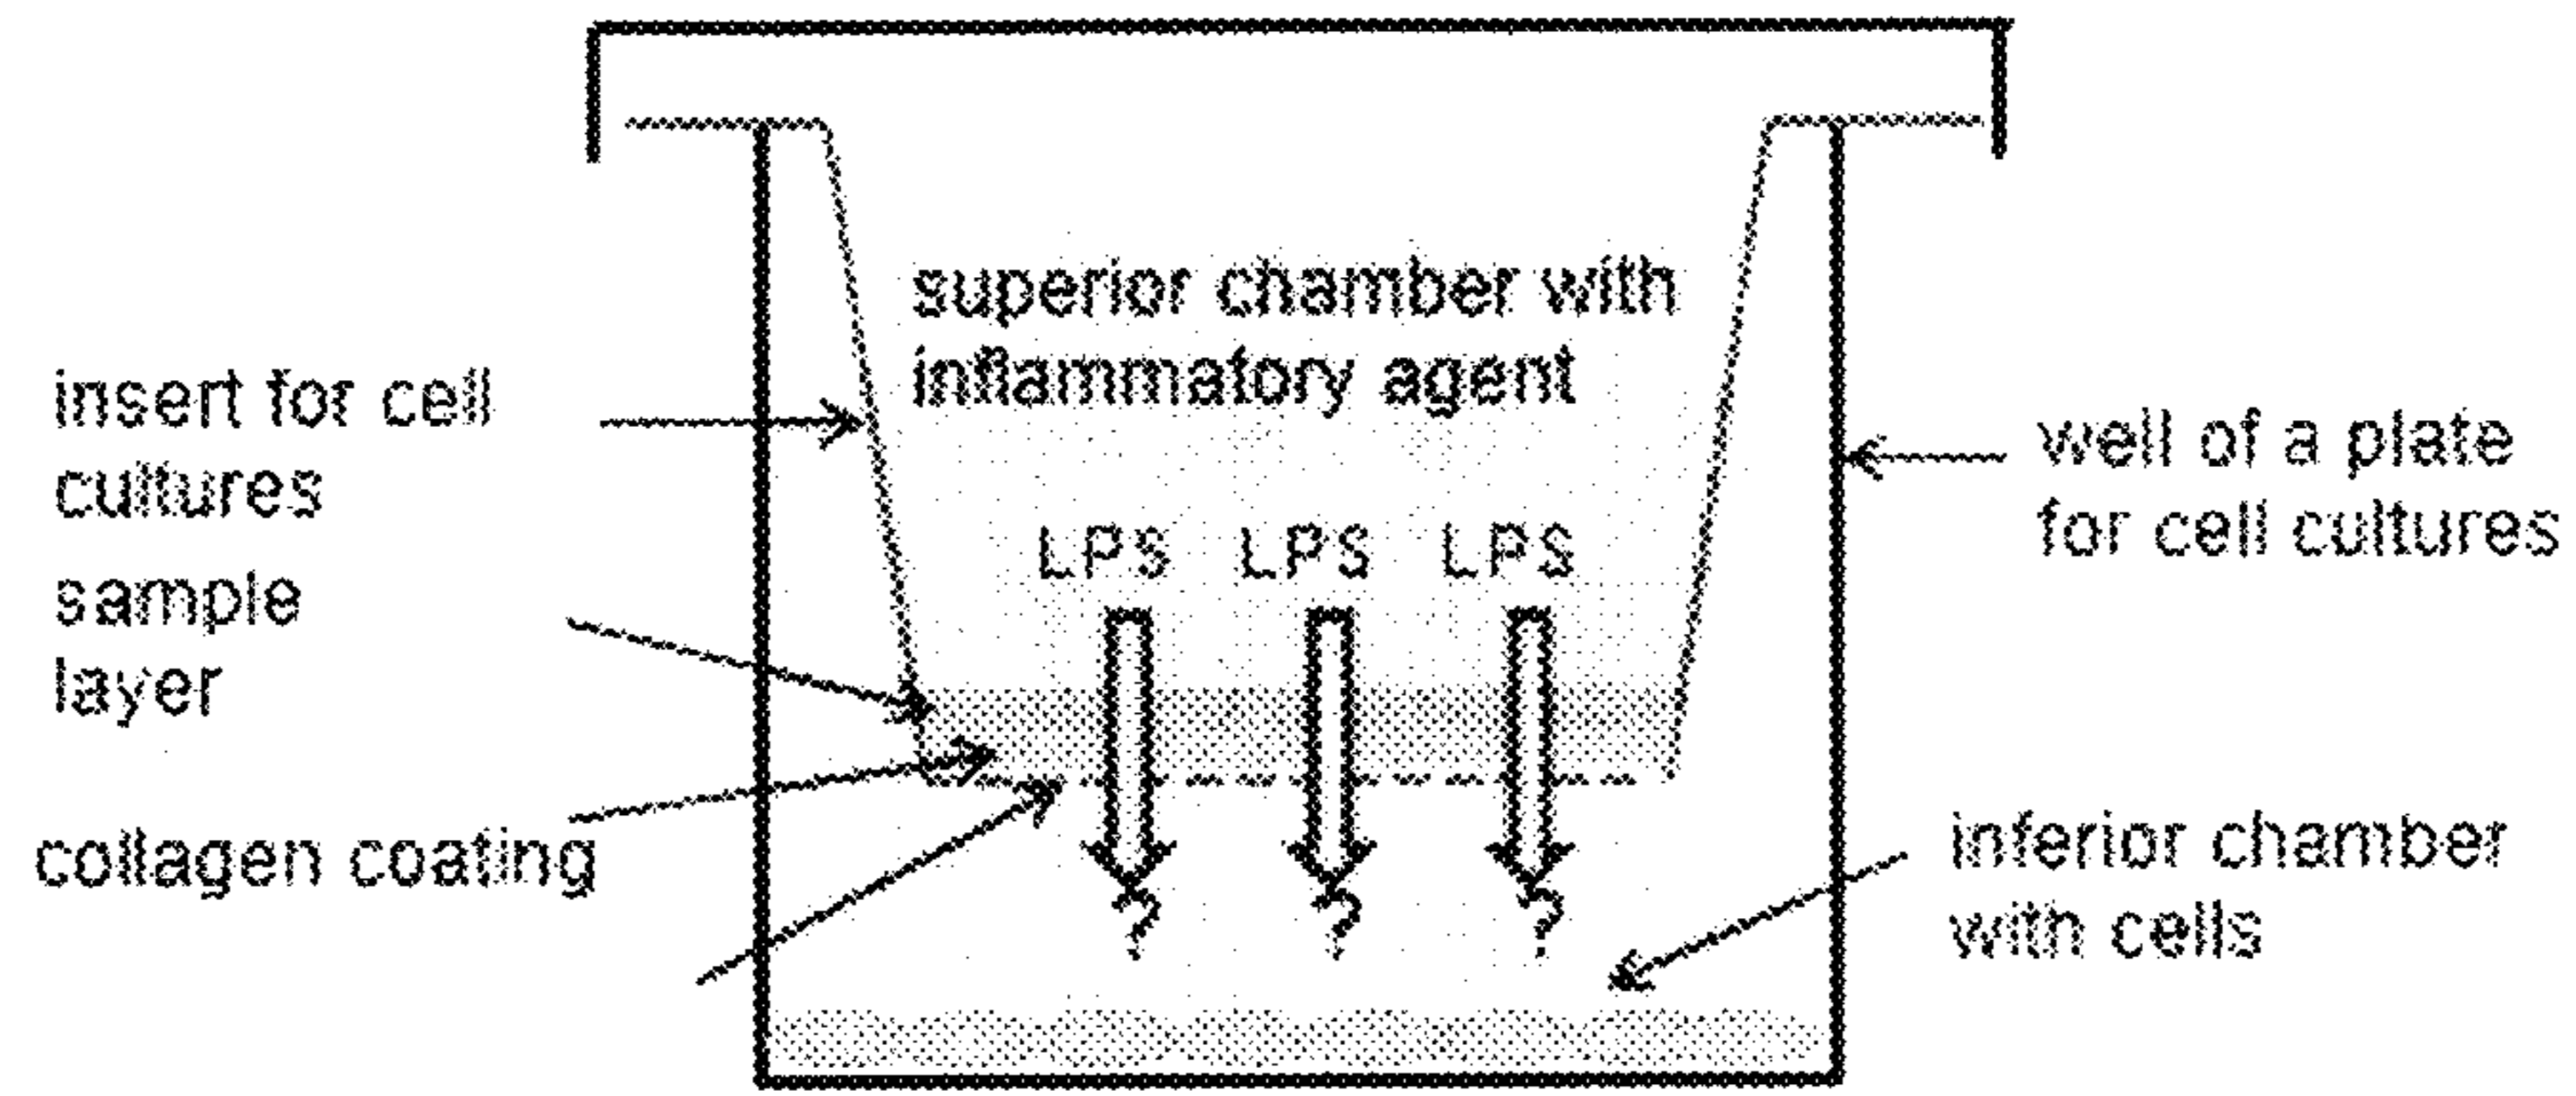 superior chamber with
inflammatory agent
insert for cell
cultures
well of a plate
for cell cultures
LPS LPS LPS
sample
layer
collagen coating
? ? ?
inferior chamber
with cells